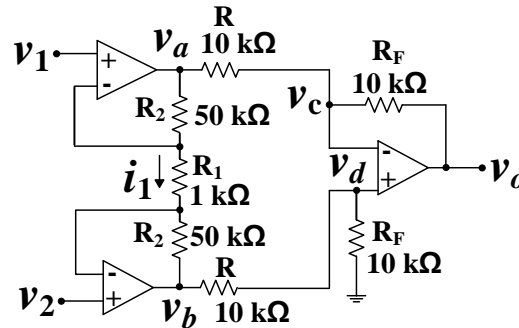 R
v1 va 10 kΩ RF
10 kΩ
+
-
R2 50 kΩ vc
i1 R1 vd - vo
1 kΩ +
R2 50 kΩ RF
- R 10 kΩ
v2 + vb 10 kΩ